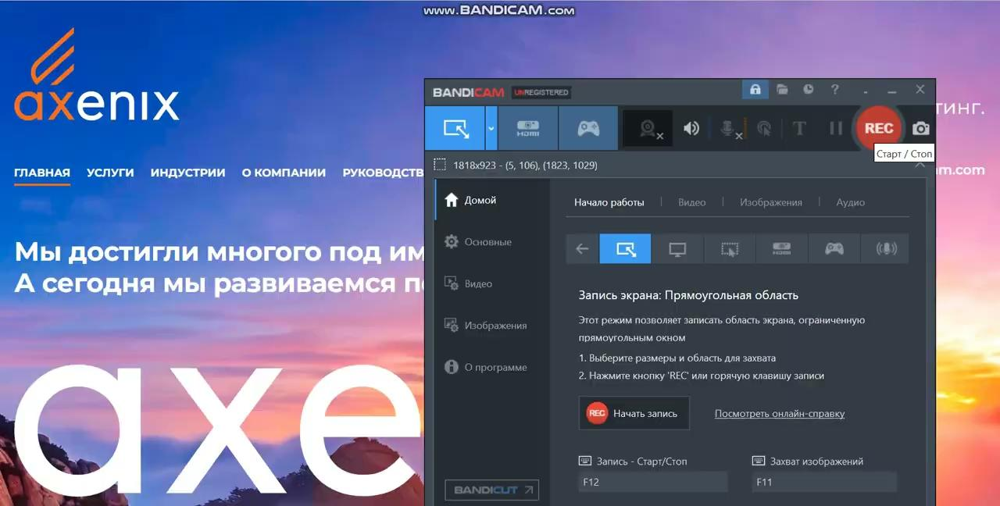 www.BANDICAM.com
axenix
BANDICAM UNREGISTERED
тинг.
HDMI
T
REC
Старт / Стоп
ГЛАВНАЯ УСЛУГИ ИНДУСТРИИ О КОМПАНИИ РУКОВОДСТВ
1818x923 - (5, 106), (1823, 1029)
am.com
Домой
Начало работы
Видео
Изображения
Аудио
Основные
HDMI
Мы достигли многого под им
А сегодня мы развиваемся по
Видео
Запись экрана: Прямоугольная область
Изображения
Этот режим позволяет записать область экрана, ограниченную
прямоугольным окном
1. Выберите размеры и область для захвата
О программе
2. Нажмите кнопку 'REC' или горячую клавишу записи
axe
REC Начать запись
Посмотреть онлайн-справку
Запись - Старт/Стоп
Захват изображений
F12
F11
BANDICUT